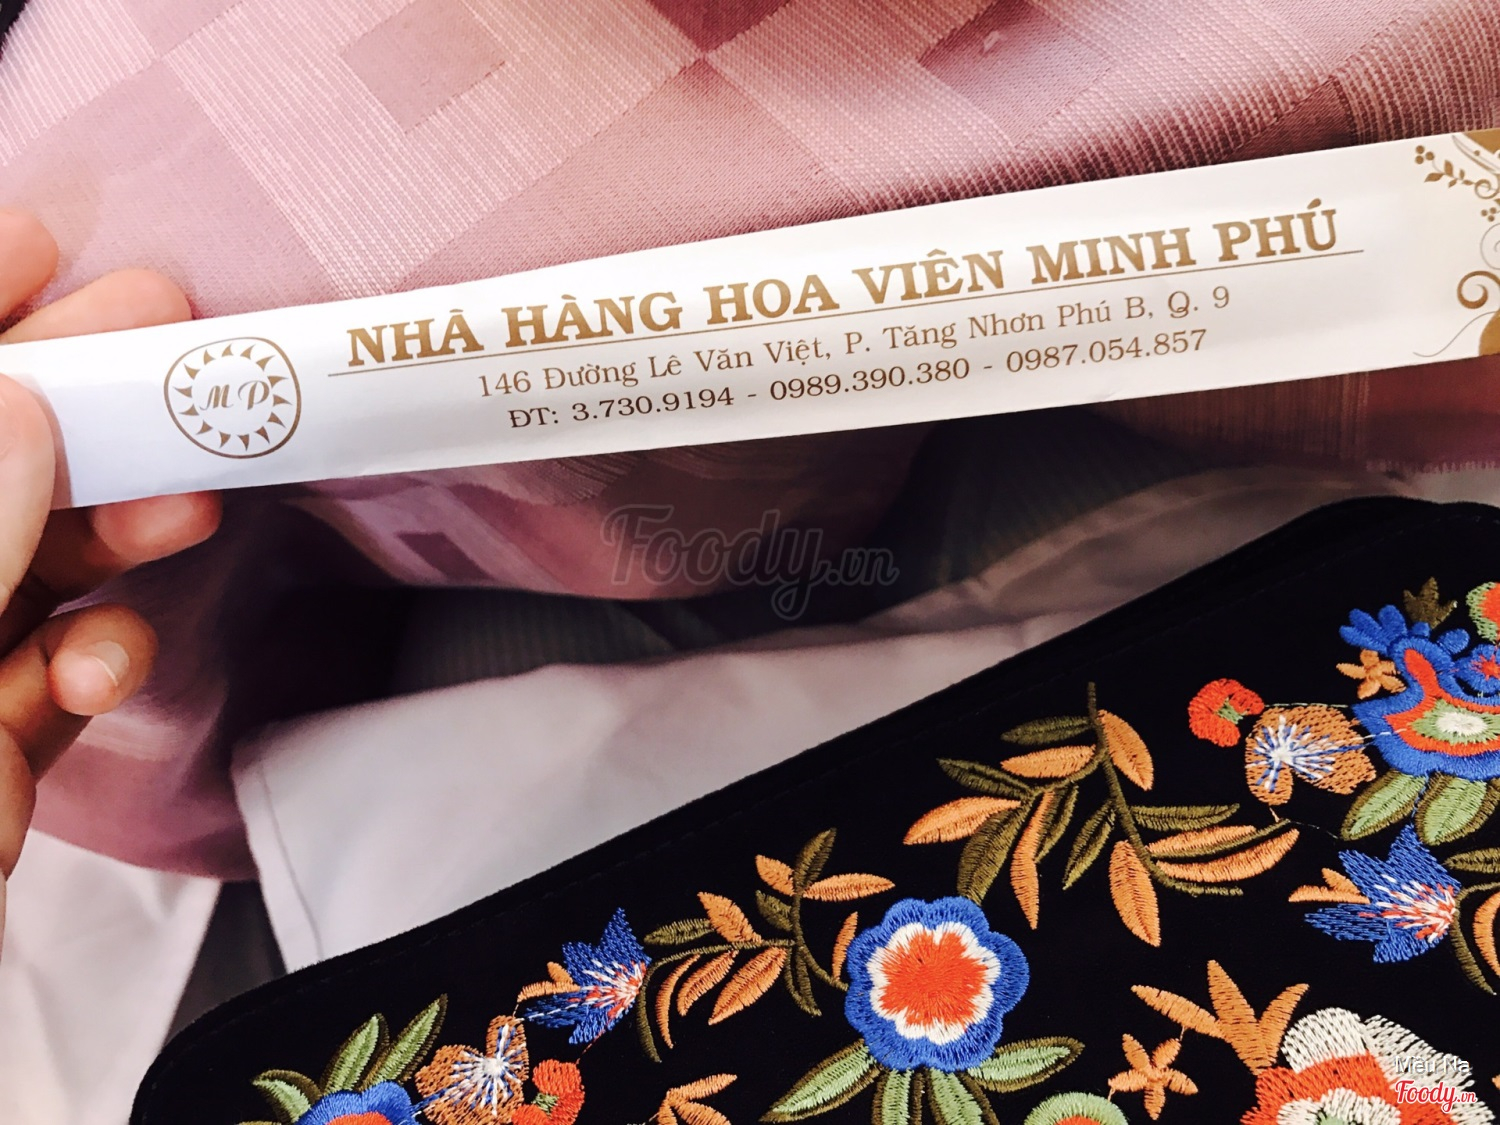 NHÀ HÀNG HOA VIÊN MINH PHÚ
146 Đường Lê Văn Việt, P. Tăng Nhơn Phú B, Q. 9
ĐT: 3.730.9194 - 0989.390.380 - 0987.054.857
MP
Foody.vn
Mều Na
Foody.vn